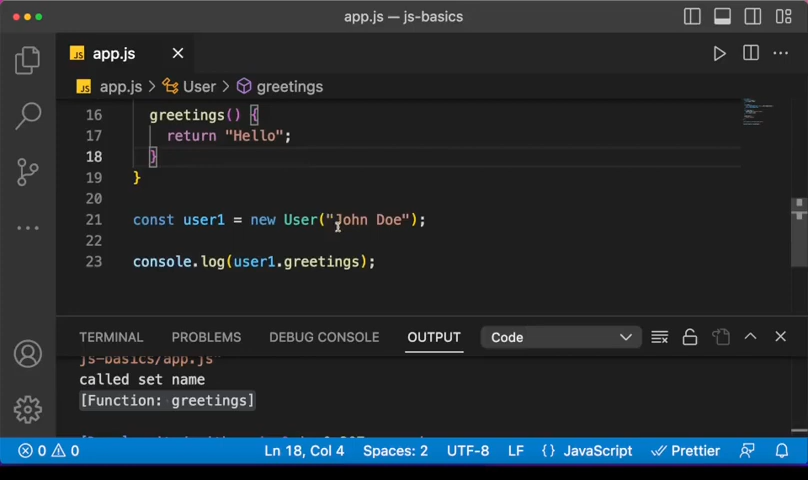 app.js — js-basics
JS app.js
JS app.js > User > greetings
16 greetings() {
17 return "Hello";
18 }
19 }
20
21 const user1 = new User("John Doe");
22
23 console.log(user1.greetings);
TERMINAL PROBLEMS DEBUG CONSOLE OUTPUT Code
js-basics/app.js"
called set name
[Function: greetings]
0 0 Ln 18, Col 4 Spaces: 2 UTF-8 LF {} JavaScript Prettier